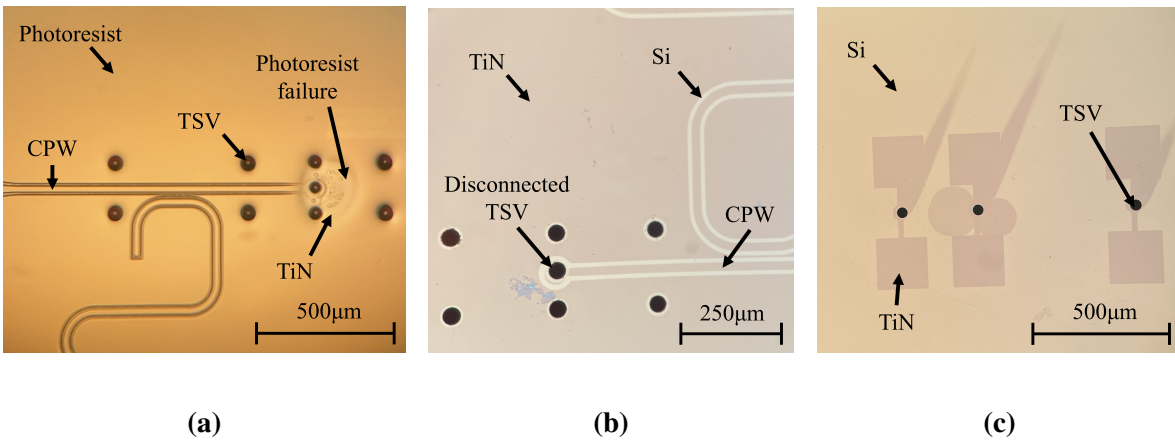 Photoresist
Photoresist
failure
TSV
CPW
TiN
500μm
(a)
TiN
Si
Disconnected
TSV
CPW
250μm
(b)
Si
TSV
TiN
500μm
(c)